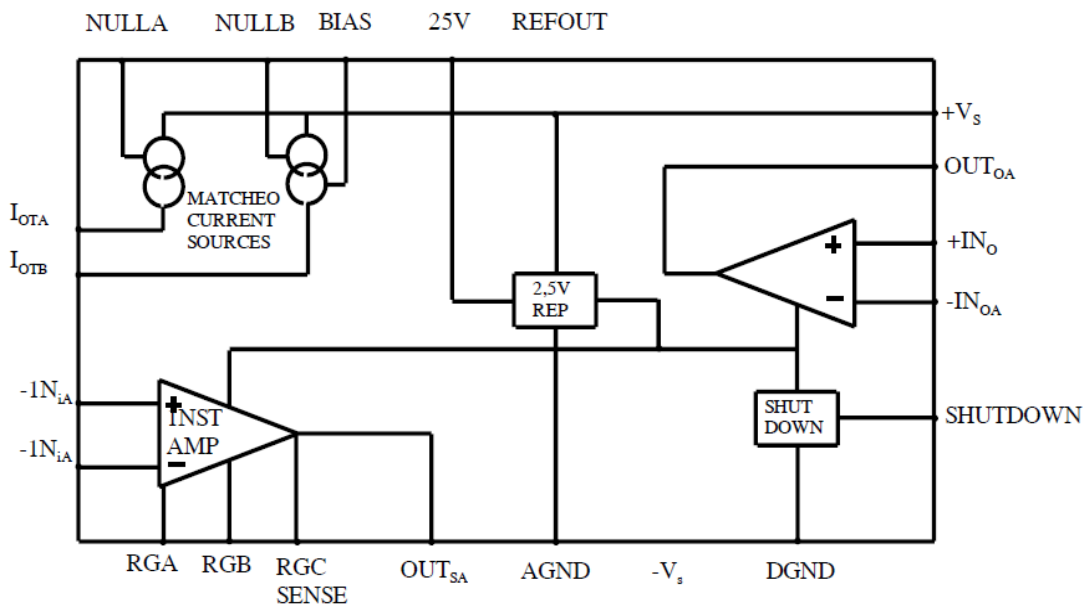 NULLA NULLB BIAS 25V REFOUT
+Vs
OUTOA
MATCHEO
CURRENT
SOURCES
IOTA
+
+INO
IOTB
2,5V
REP
-
-INOA
-1NiA
+
INST
AMP
SHUT
DOWN
SHUTDOWN
-1NiA
-
RGA RGB RGC
SENSE
OUTSA AGND -Vs DGND